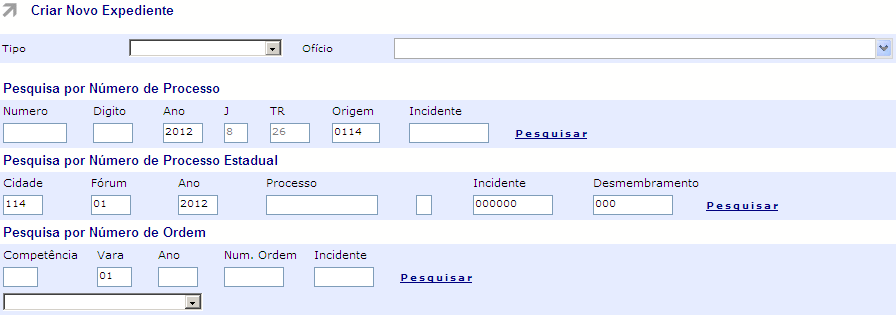 Criar Novo Expediente
Tipo Ofício
Pesquisa por Número de Processo
Numero Digito Ano J TR Origem Incidente
2012 8 26 0114 Pesquisar
Pesquisa por Número de Processo Estadual
Cidade Fórum Ano Processo Incidente Desmembramento
114 01 2012 000000 000 Pesquisar
Pesquisa por Número de Ordem
Competência Vara Ano Num. Ordem Incidente
01 Pesquisar